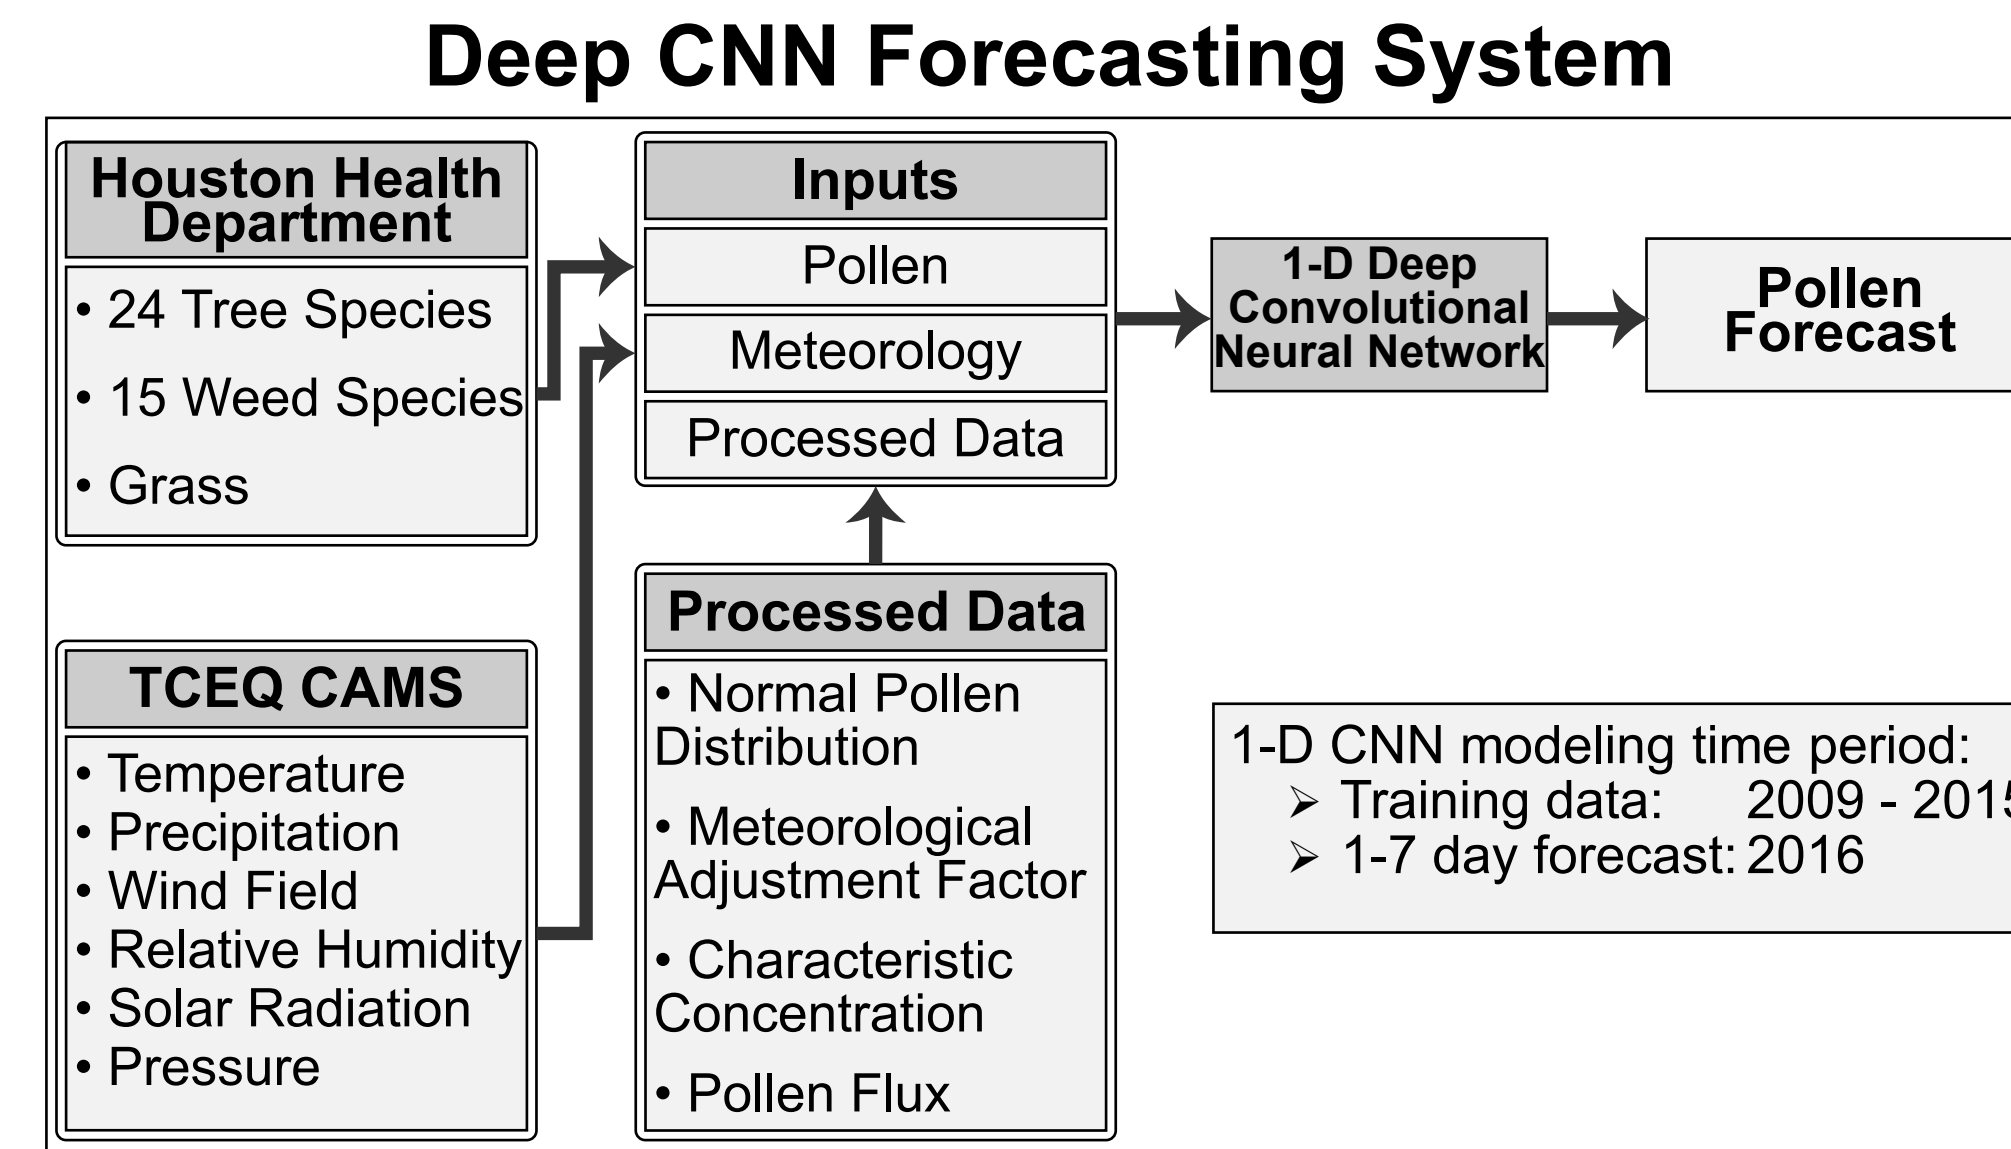 Deep CNN Forecasting System
Houston Health
Department
• 24 Tree Species
• 15 Weed Species
• Grass
TCEQ CAMS
• Temperature
• Precipitation
• Wind Field
• Relative Humidity
• Solar Radiation
• Pressure
Inputs
Pollen
Meteorology
Processed Data
Processed Data
• Normal Pollen
Distribution
• Meteorological
Adjustment Factor
• Characteristic
Concentration
• Pollen Flux
1-D Deep
Convolutional
Neural Network
Pollen
Forecast
1-D CNN modeling time period:
➢ Training data: 2009 - 2015
➢ 1-7 day forecast: 2016